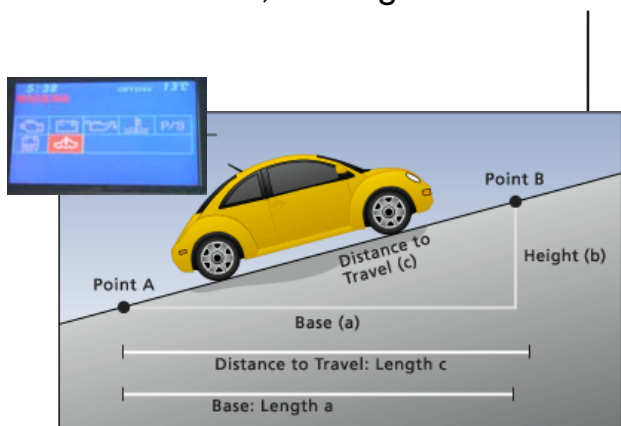 5:38
13℃
P/S
Point B
Distance to
Travel (c)
Height (b)
Point A
Base (a)
Distance to Travel: Length c
Base: Length a